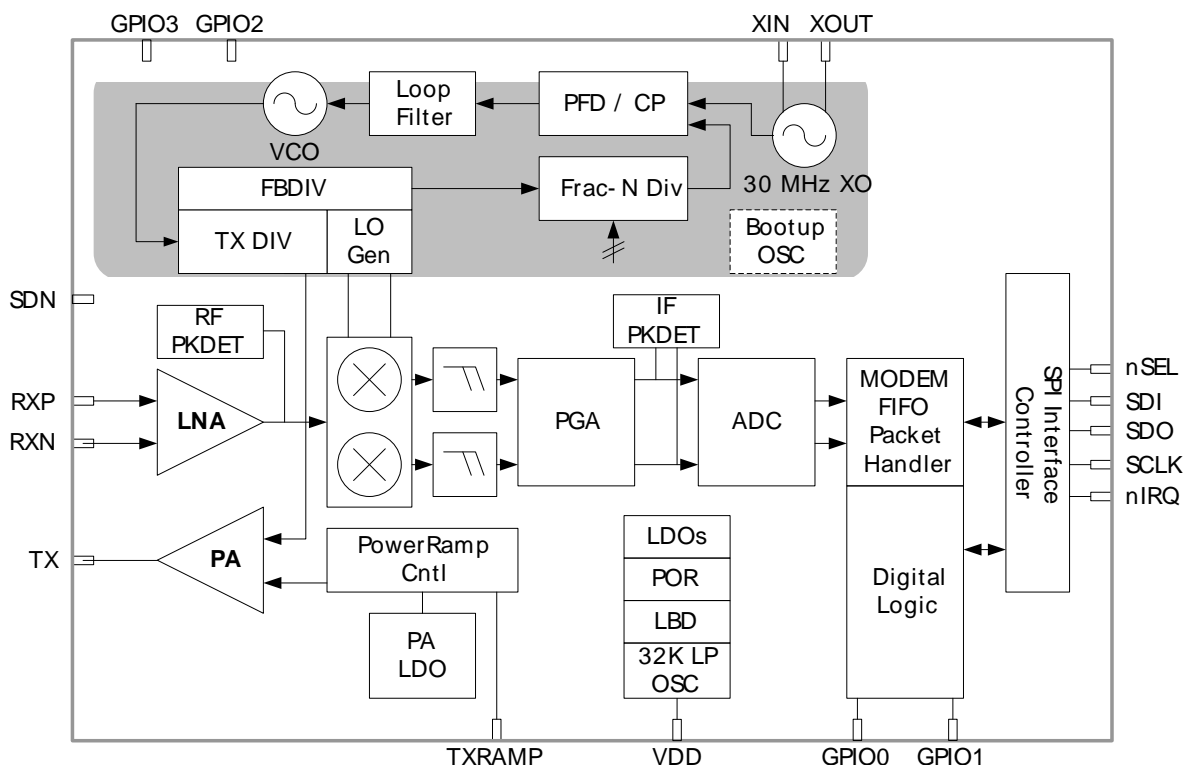 GPIO3
GPIO2
XIN
XOUT
Loop
Filter
PFD / CP
VCO
30 MHz XO
FBDIV
Frac-N Div
TX DIV
LO
Gen
Bootup
OSC
SDN
RF
PKDET
IF
PKDET
RXP
RXN
LNA
PGA
ADC
MODEM
FIFO
Packet
Handler
SPI Interface
Controller
nSEL
SDI
SDO
SCLK
nIRQ
TX
PA
PowerRamp
Cntl
PA
LDO
LDOs
POR
LBD
32K LP
OSC
Digital
Logic
TXRAMP
VDD
GPIO0
GPIO1